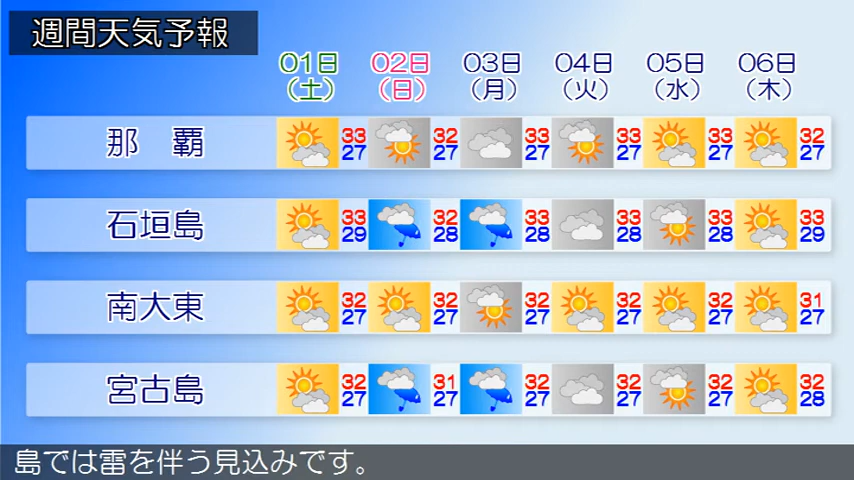 週間天気予報
01日 02日 03日 04日 05日 06日
（土） （日） （月） （火） （水） （木）
那　覇 33 27 32 27 33 27 33 27 33 27 32 27
石垣島 33 29 32 28 33 28 33 28 33 28 33 29
南大東 32 27 32 27 32 27 32 27 32 27 31 27
宮古島 32 27 31 27 32 27 32 27 32 27 32 28
島では雷を伴う見込みです。